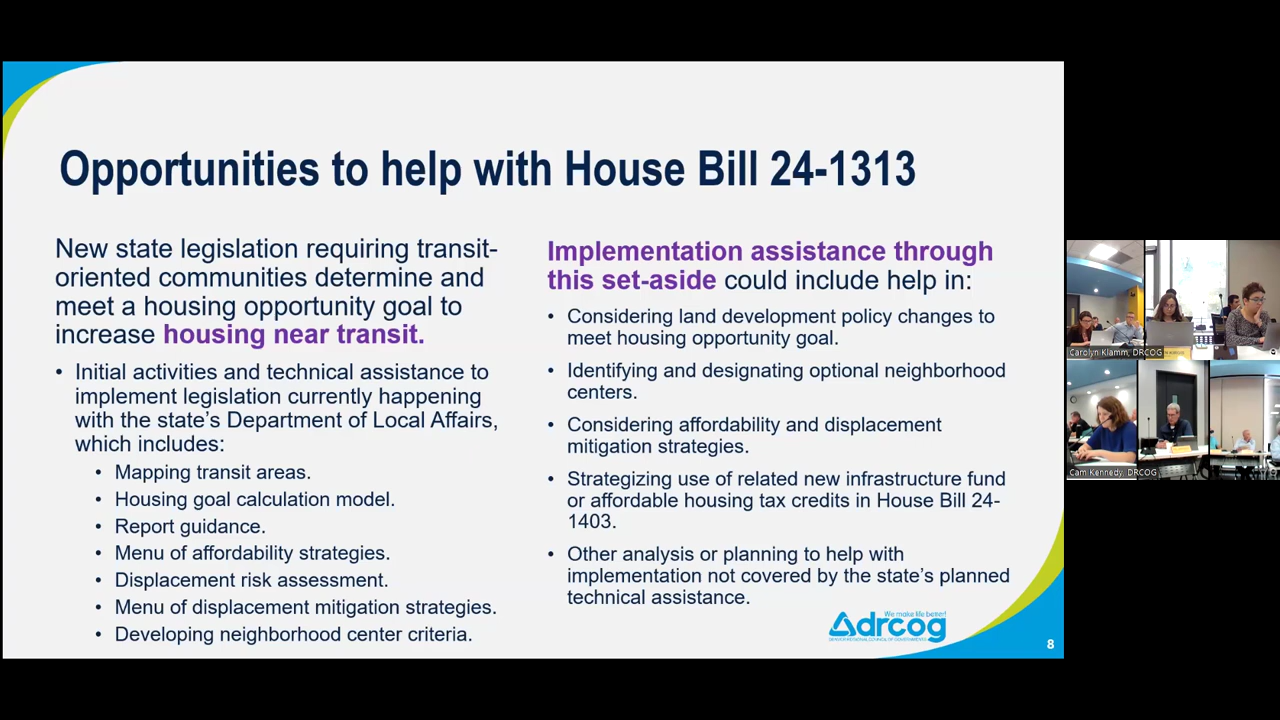 Opportunities to help with House Bill 24-1313
New state legislation requiring transit-
oriented communities determine and
meet a housing opportunity goal to
increase housing near transit.
• Initial activities and technical assistance to
implement legislation currently happening
with the state's Department of Local Affairs,
which includes:
• Mapping transit areas.
• Housing goal calculation model.
• Report guidance.
• Menu of affordability strategies.
• Displacement risk assessment.
• Menu of displacement mitigation strategies.
• Developing neighborhood center criteria.
Implementation assistance through
this set-aside could include help in:
• Considering land development policy changes to
meet housing opportunity goal.
• Identifying and designating optional neighborhood
centers.
• Considering affordability and displacement
mitigation strategies.
• Strategizing use of related new infrastructure fund
or affordable housing tax credits in House Bill 24-
1403.
• Other analysis or planning to help with
implementation not covered by the state's planned
technical assistance.
We make life better!
drcog
DENVER REGIONAL COUNCIL OF GOVERNMENTS
8
Carolyn Klamm, DRCOG
Cam Kennedy, DRCOG